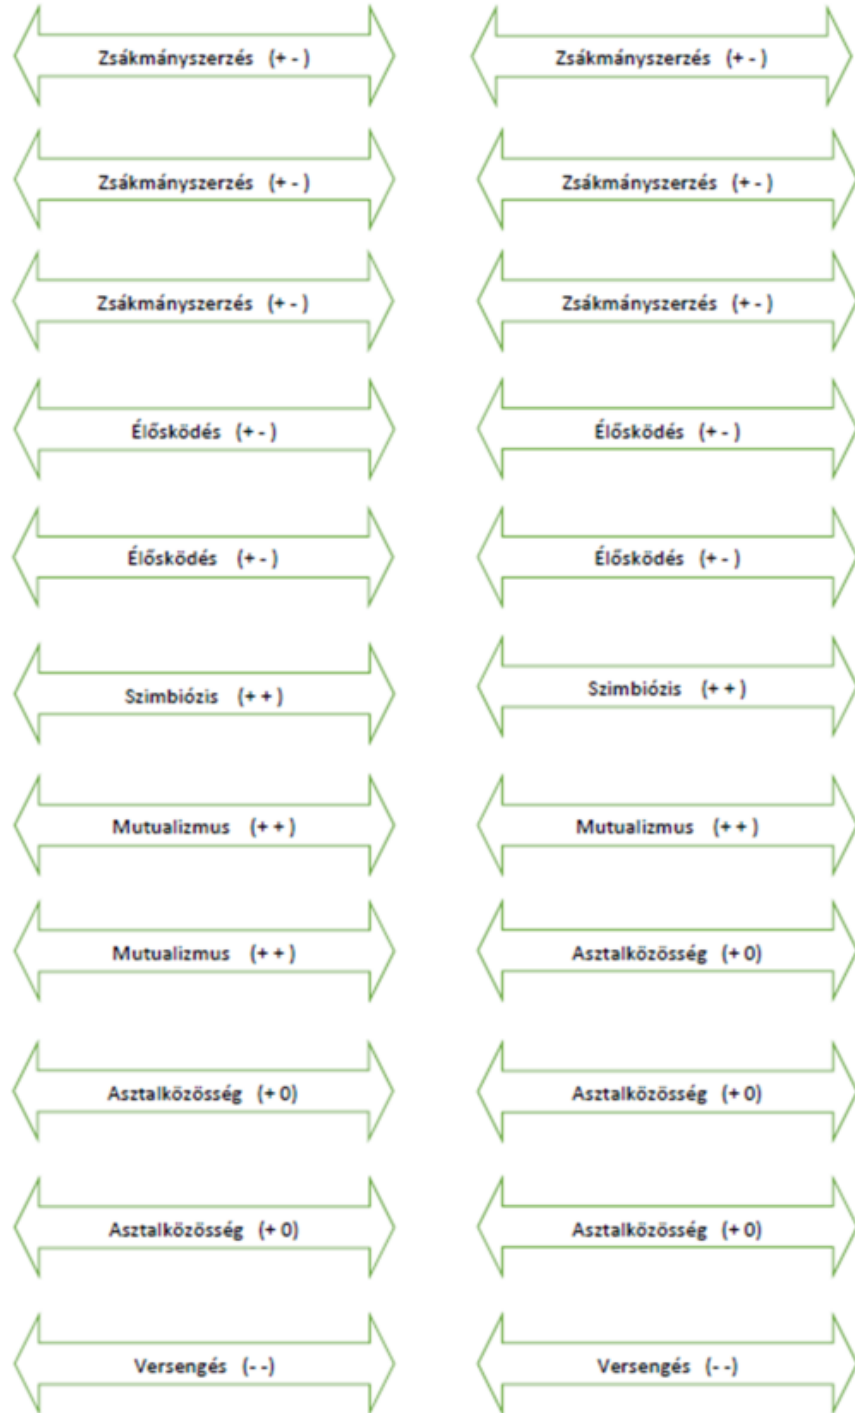 Zsákmányszerzés (+ - )
Zsákmányszerzés (+ - )
Zsákmányszerzés (+ - )
Zsákmányszerzés (+ - )
Zsákmányszerzés (+ - )
Zsákmányszerzés (+ - )
Élősködés (+ - )
Élősködés (+ - )
Élősködés (+ - )
Élősködés (+ - )
Szimbiózis (+ + )
Szimbiózis (+ + )
Mutualizmus (+ + )
Mutualizmus (+ + )
Mutualizmus (+ + )
Asztalközösség (+ 0)
Asztalközösség (+ 0)
Asztalközösség (+ 0)
Asztalközösség (+ 0)
Asztalközösség (+ 0)
Versengés (- -)
Versengés (- -)